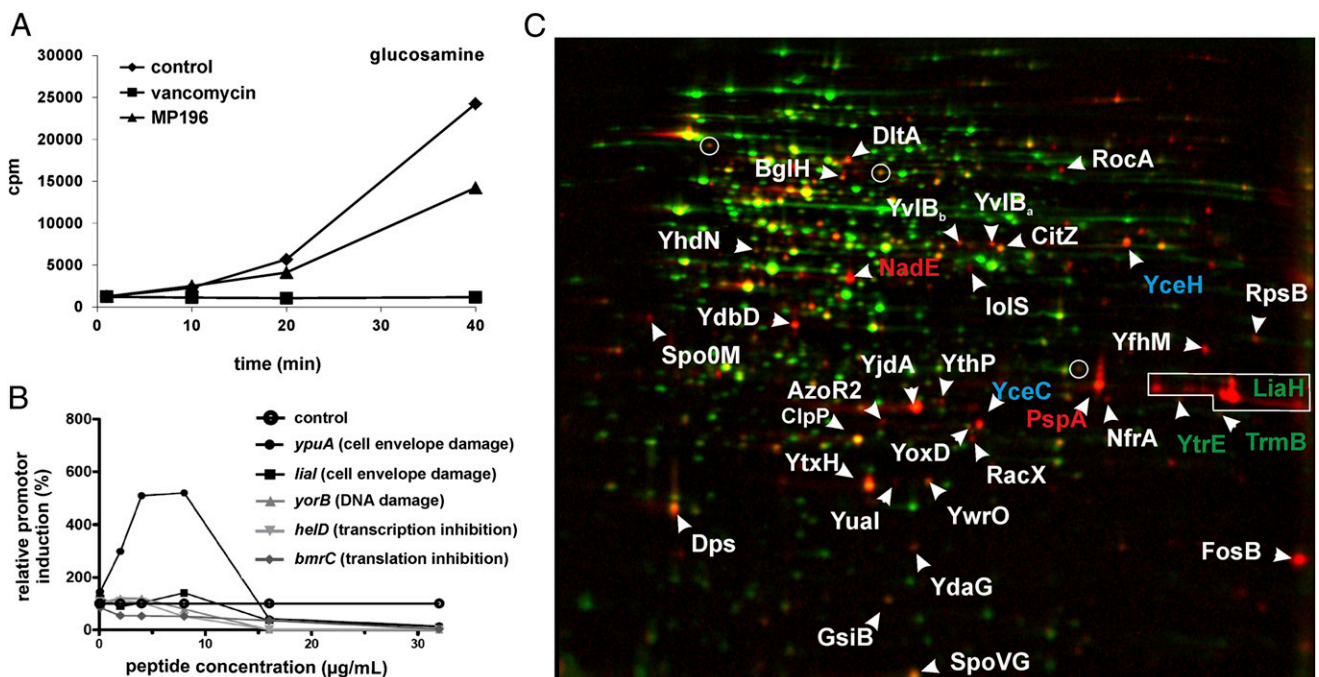 A
glucosamine
30000
25000
20000
15000
10000
5000
0
cpm
control
vancomycin
MP196
0
10
20
30
40
time (min)
B
800
600
400
200
0
relative promotor
induction (%)
control
ypuA (cell envelope damage)
liaI (cell envelope damage)
yorB (DNA damage)
helD (transcription inhibition)
bmrC (translation inhibition)
0
10
20
30
peptide concentration (µg/mL)
C
DltA
BglH
RocA
YvlBb
YvlBa
CitZ
YhdN
NadE
YceH
IolS
RpsB
YdbD
Spo0M
YfhM
YjdA
YthP
AzoR2
YceC
LiaH
ClpP
PspA
NfrA
YtrE
TrmB
YoxD
YtxH
RacX
YuaI
YwrO
Dps
YdaG
FosB
GsiB
SpoVG